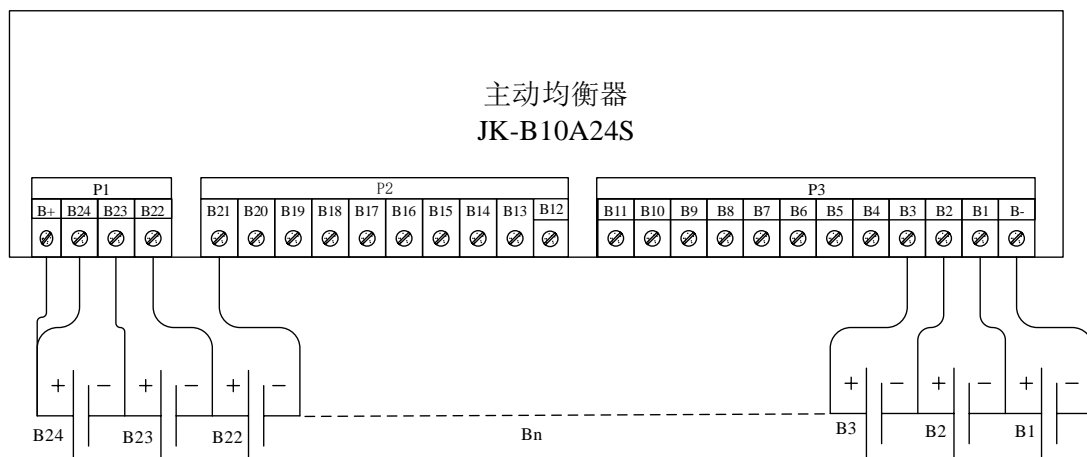 主动均衡器
JK-B10A24S
P1
P2
P3
B+ B24 B23 B22
B21 B20 B19 B18 B17 B16 B15 B14 B13 B12
B11 B10 B9 B8 B7 B6 B5 B4 B3 B2 B1 B-
+ − + − + −
+ − + − + −
B24 B23 B22 Bn B3 B2 B1